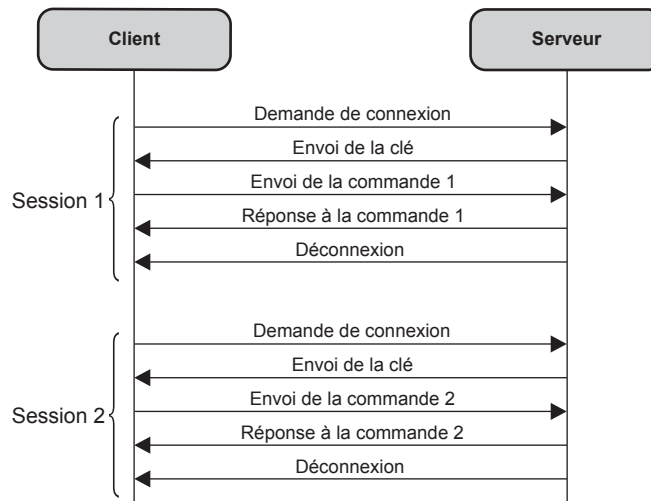 Client
Serveur
Demande de connexion
Envoi de la clé
Session 1
Envoi de la commande 1
Réponse à la commande 1
Déconnexion
Demande de connexion
Envoi de la clé
Session 2
Envoi de la commande 2
Réponse à la commande 2
Déconnexion